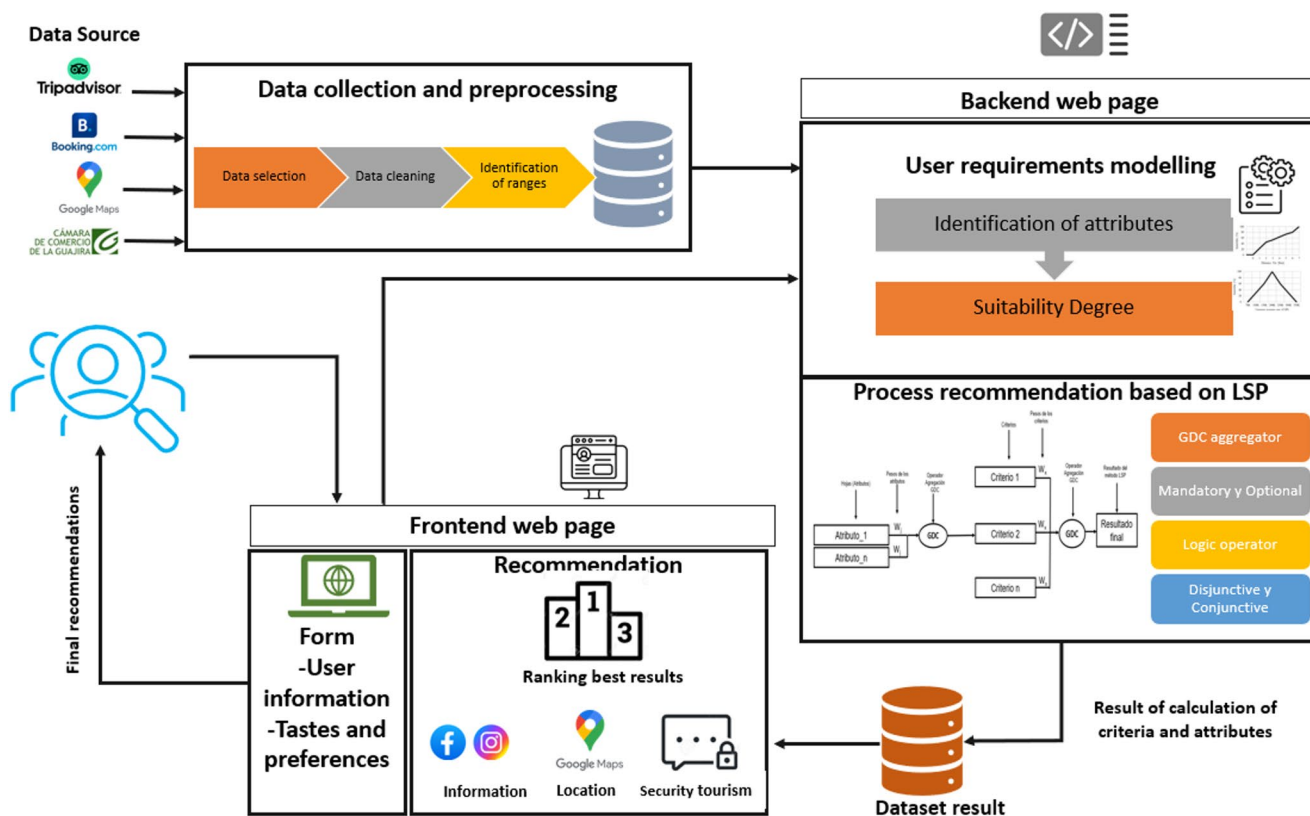 Data Source
Tripadvisor
B.
Booking.com
Google Maps
CÁMARA
DE COMERCIO
DE LA GUAJIRA
Data collection and preprocessing
Data selection
Data cleaning
Identification
of ranges
</>
Backend web page
User requirements modelling
Identification of attributes
Suitability Degree
Process recommendation based on LSP
Criterios
Pesos de los
criterios
Hojas (Atributos)
Pesos de los
atributos
Operador
Agregación
GDC
Operador
Agregación
GDC
Resultado del
método LSP
Atributo_1
Atributo_n
GDC
Criterio 1
Criterio 2
Criterio n
GDC
Resultado
final
GDC aggregator
Mandatory y Optional
Logic operator
Disjunctive y
Conjunctive
Final recommendations
Frontend web page
Form
-User
information
-Tastes and
preferences
Recommendation
2 1 3
Ranking best results
Information
Google Maps
Location
Security tourism
Result of calculation of
criteria and attributes
Dataset result